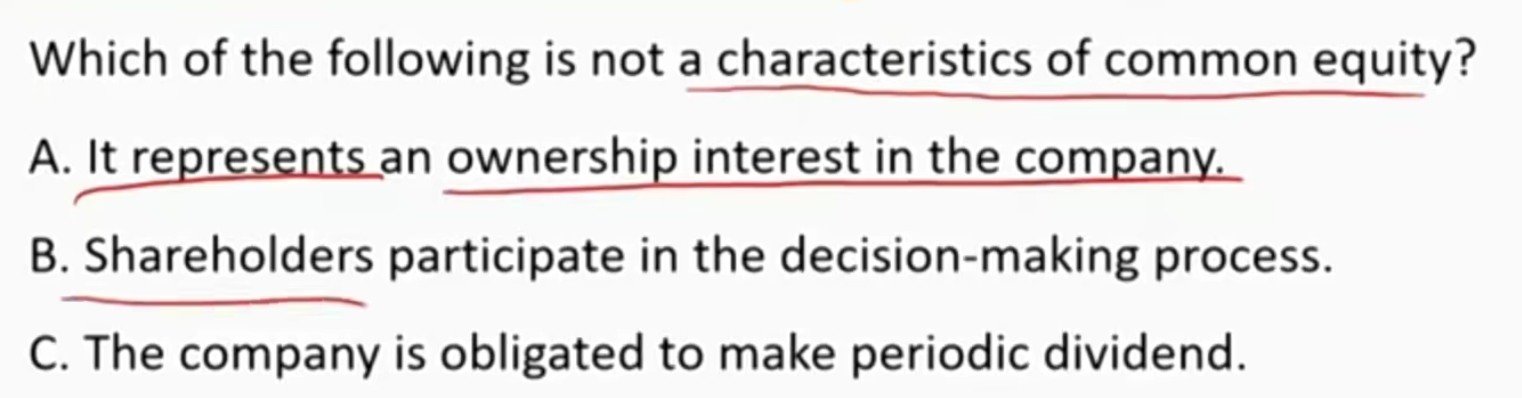 Which of the following is not a characteristics of common equity?
A. It represents an ownership interest in the company.
B. Shareholders participate in the decision-making process.
C. The company is obligated to make periodic dividend.